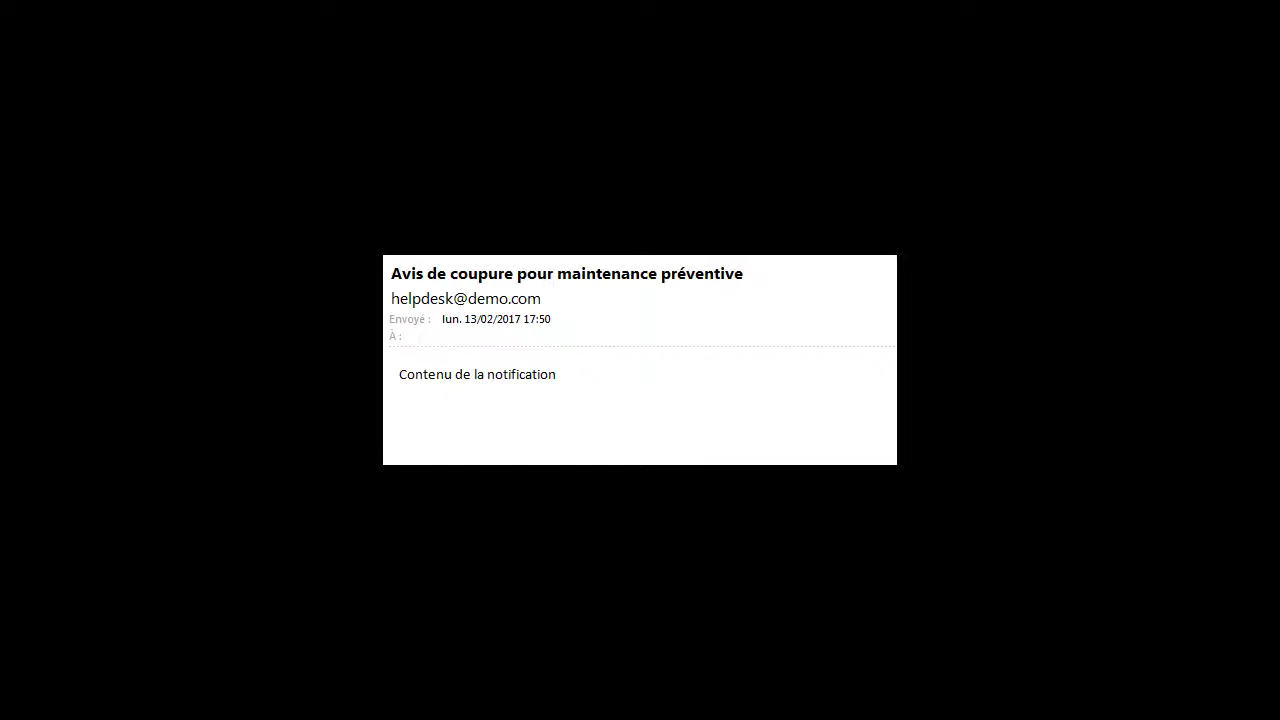 Avis de coupure pour maintenance préventive
helpdesk@demo.com
Envoyé : lun. 13/02/2017 17:50
À :
Contenu de la notification